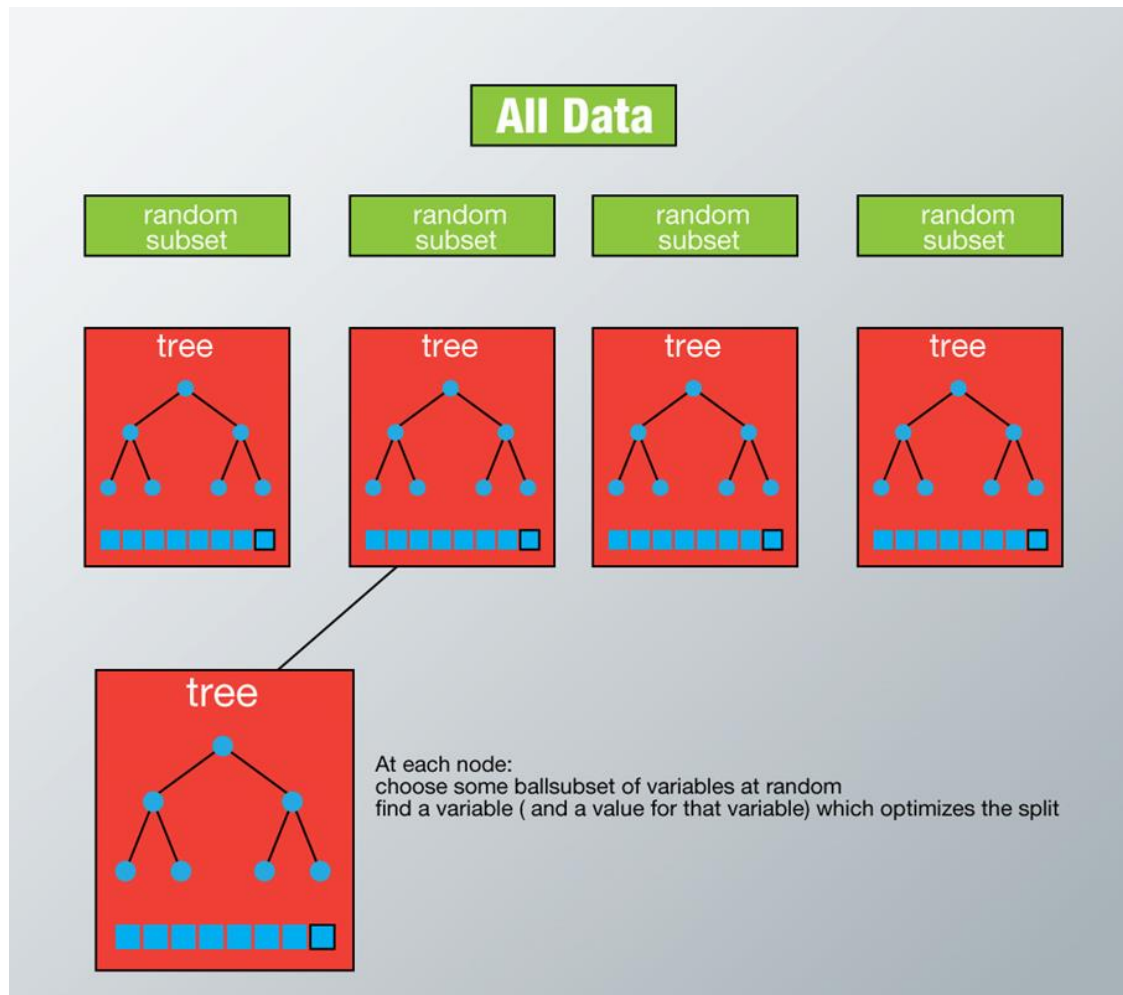 All Data
random
subset
random
subset
random
subset
random
subset
tree
tree
tree
tree
tree
At each node:
choose some ballsubset of variables at random
find a variable ( and a value for that variable) which optimizes the split